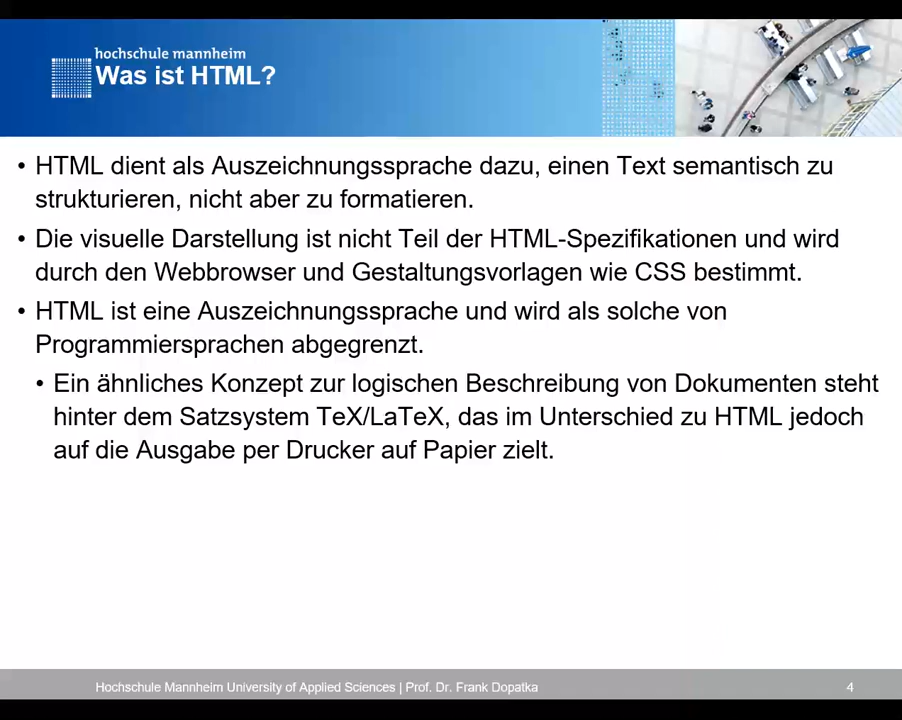 hochschule mannheim
Was ist HTML?
• HTML dient als Auszeichnungssprache dazu, einen Text semantisch zu
strukturieren, nicht aber zu formatieren.
• Die visuelle Darstellung ist nicht Teil der HTML-Spezifikationen und wird
durch den Webbrowser und Gestaltungsvorlagen wie CSS bestimmt.
• HTML ist eine Auszeichnungssprache und wird als solche von
Programmiersprachen abgegrenzt.
• Ein ähnliches Konzept zur logischen Beschreibung von Dokumenten steht
hinter dem Satzsystem TeX/LaTeX, das im Unterschied zu HTML jedoch
auf die Ausgabe per Drucker auf Papier zielt.
Hochschule Mannheim University of Applied Sciences | Prof. Dr. Frank Dopatka
4